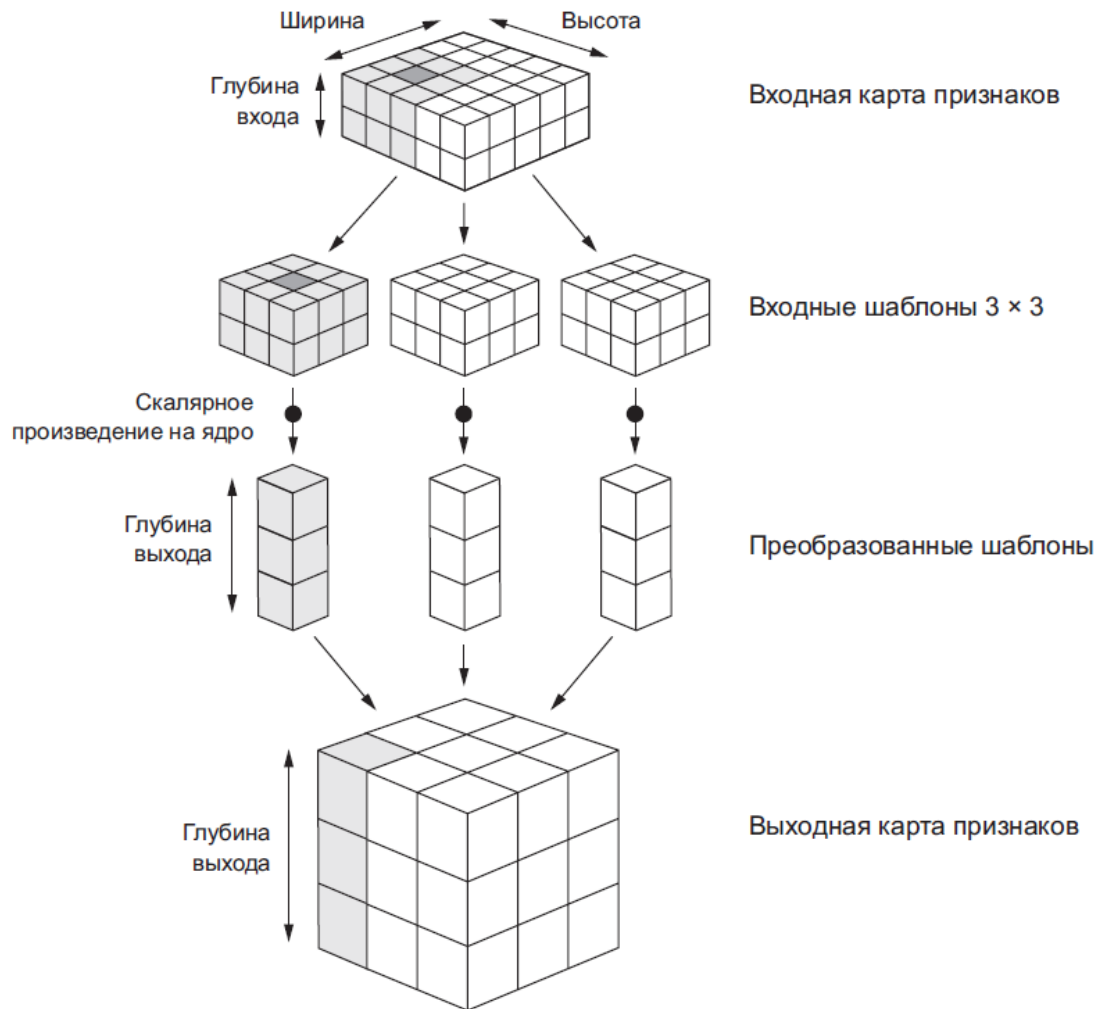 Ширина
Высота
Глубина
входа
Входная карта признаков
Входные шаблоны 3 × 3
Скалярное
произведение на ядро
Глубина
выхода
Преобразованные шаблоны
Глубина
выхода
Выходная карта признаков